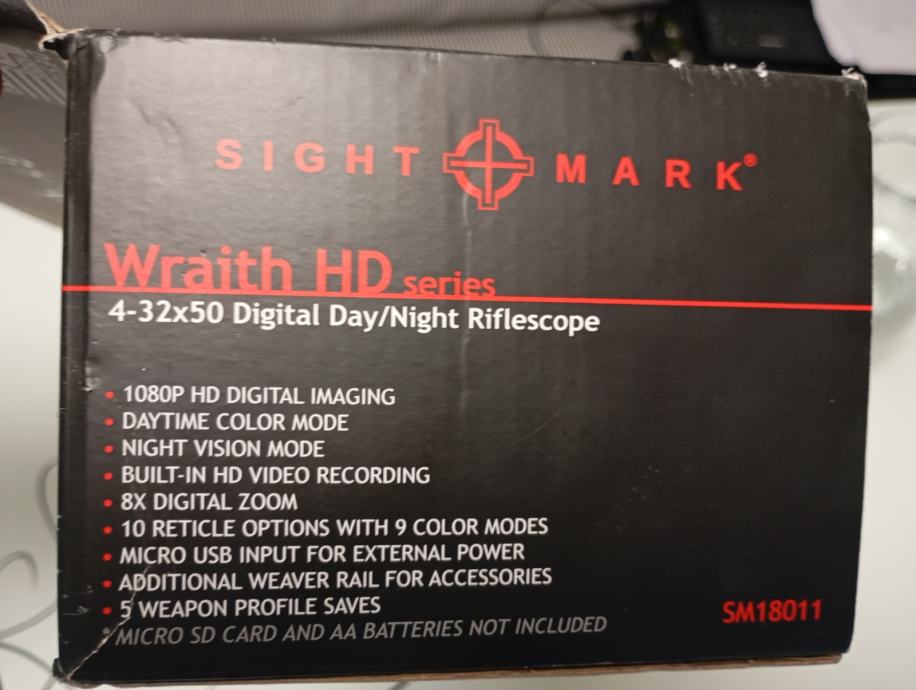 SIGHT MARK®
Wraith HD series
4-32x50 Digital Day/Night Riflescope
• 1080P HD DIGITAL IMAGING
• DAYTIME COLOR MODE
• NIGHT VISION MODE
• BUILT-IN HD VIDEO RECORDING
• 8X DIGITAL ZOOM
• 10 RETICLE OPTIONS WITH 9 COLOR MODES
• MICRO USB INPUT FOR EXTERNAL POWER
• ADDITIONAL WEAVER RAIL FOR ACCESSORIES
• 5 WEAPON PROFILE SAVES
*MICRO SD CARD AND AA BATTERIES NOT INCLUDED
SM18011